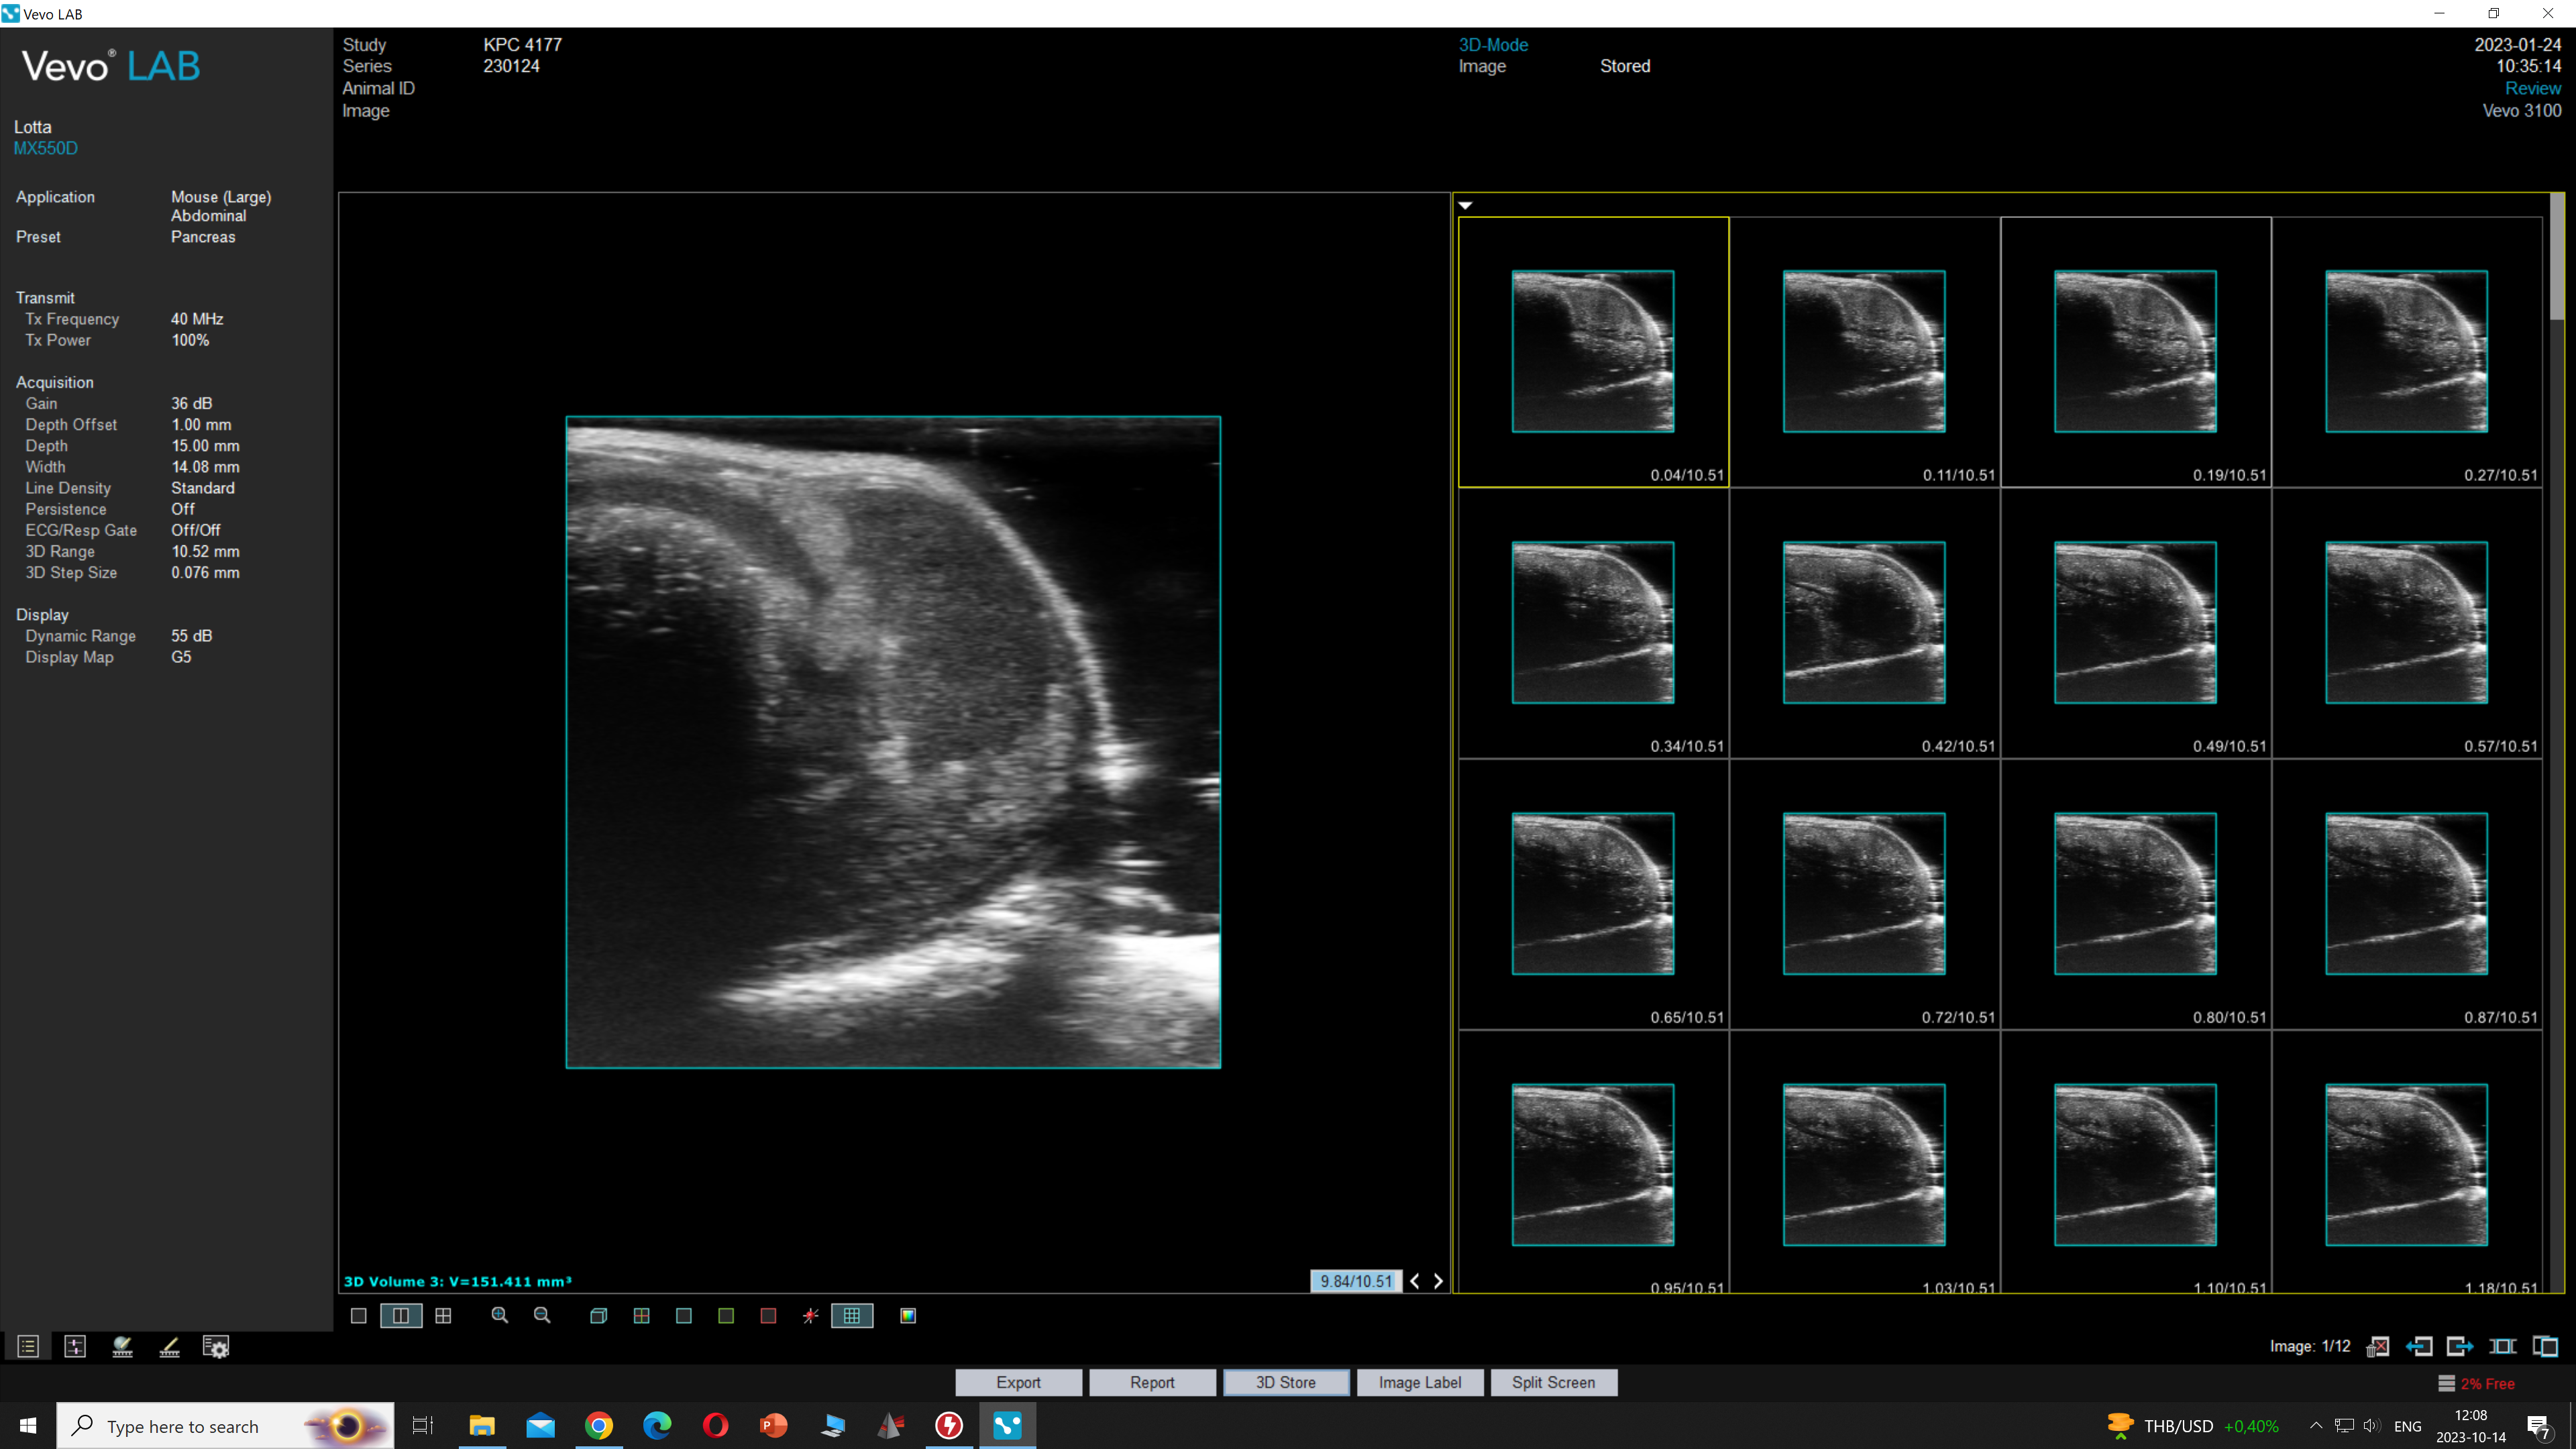 Vevo LAB
Vevo® LAB
Lotta
MX550D
Application Mouse (Large)
Abdominal
Preset Pancreas
Transmit
Tx Frequency 40 MHz
Tx Power 100%
Acquisition
Gain 36 dB
Depth Offset 1.00 mm
Depth 15.00 mm
Width 14.08 mm
Line Density Standard
Persistence Off
ECG/Resp Gate Off/Off
3D Range 10.52 mm
3D Step Size 0.076 mm
Display
Dynamic Range 55 dB
Display Map G5
Study KPC 4177
Series 230124
Animal ID
Image
3D-Mode
Image Stored
2023-01-24
10:35:14
Review
Vevo 3100
0.04/10.51 0.11/10.51 0.19/10.51 0.27/10.51
0.34/10.51 0.42/10.51 0.49/10.51 0.57/10.51
0.65/10.51 0.72/10.51 0.80/10.51 0.87/10.51
0.95/10.51 1.03/10.51 1.10/10.51 1.18/10.51
3D Volume 3: V=151.411 mm³
9.84/10.51
Image: 1/12
Export Report 3D Store Image Label Split Screen
2% Free
Type here to search
THB/USD +0,40%
ENG
12:08
2023-10-14
7